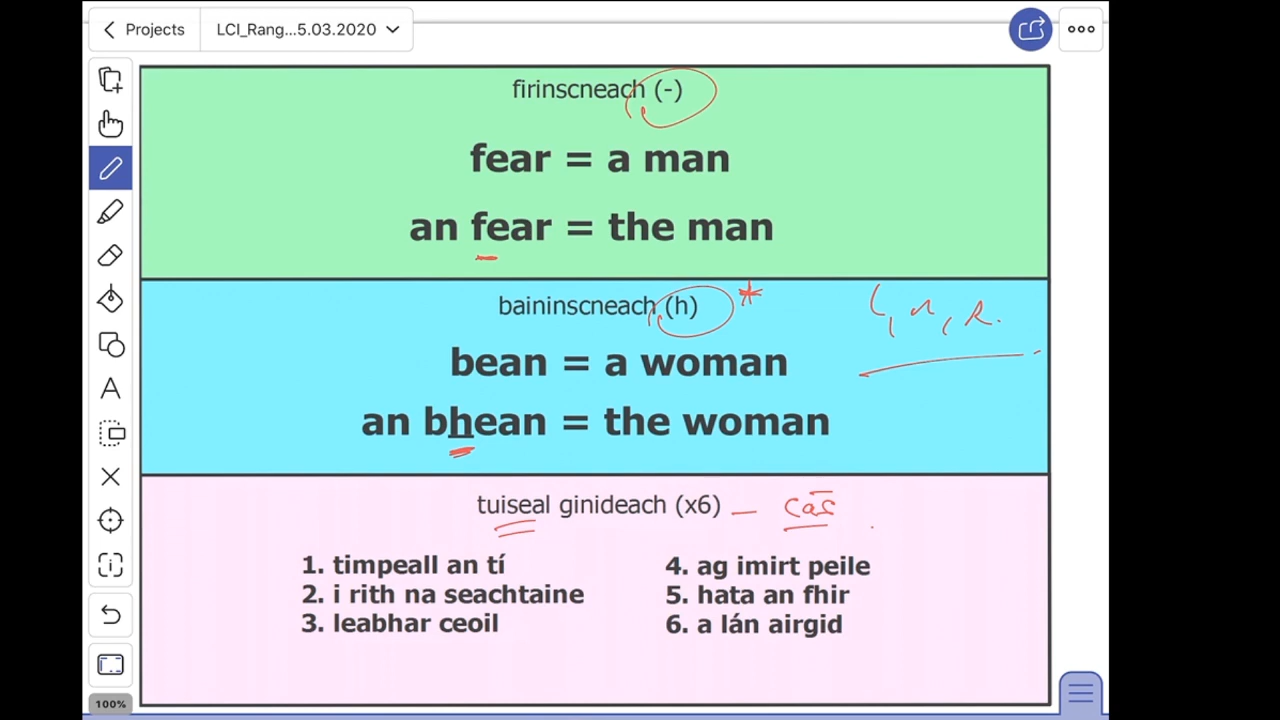 Projects
LCI_Rang...5.03.2020
firinscneach (-)
fear = a man
an fear = the man
baininscneach (h) *
l, n, r.
bean = a woman
an bhean = the woman
tuiseal ginideach (x6) – cás
1. timpeall an tí
2. i rith na seachtaine
3. leabhar ceoil
4. ag imirt peile
5. hata an fhir
6. a lán airgid
A
100%